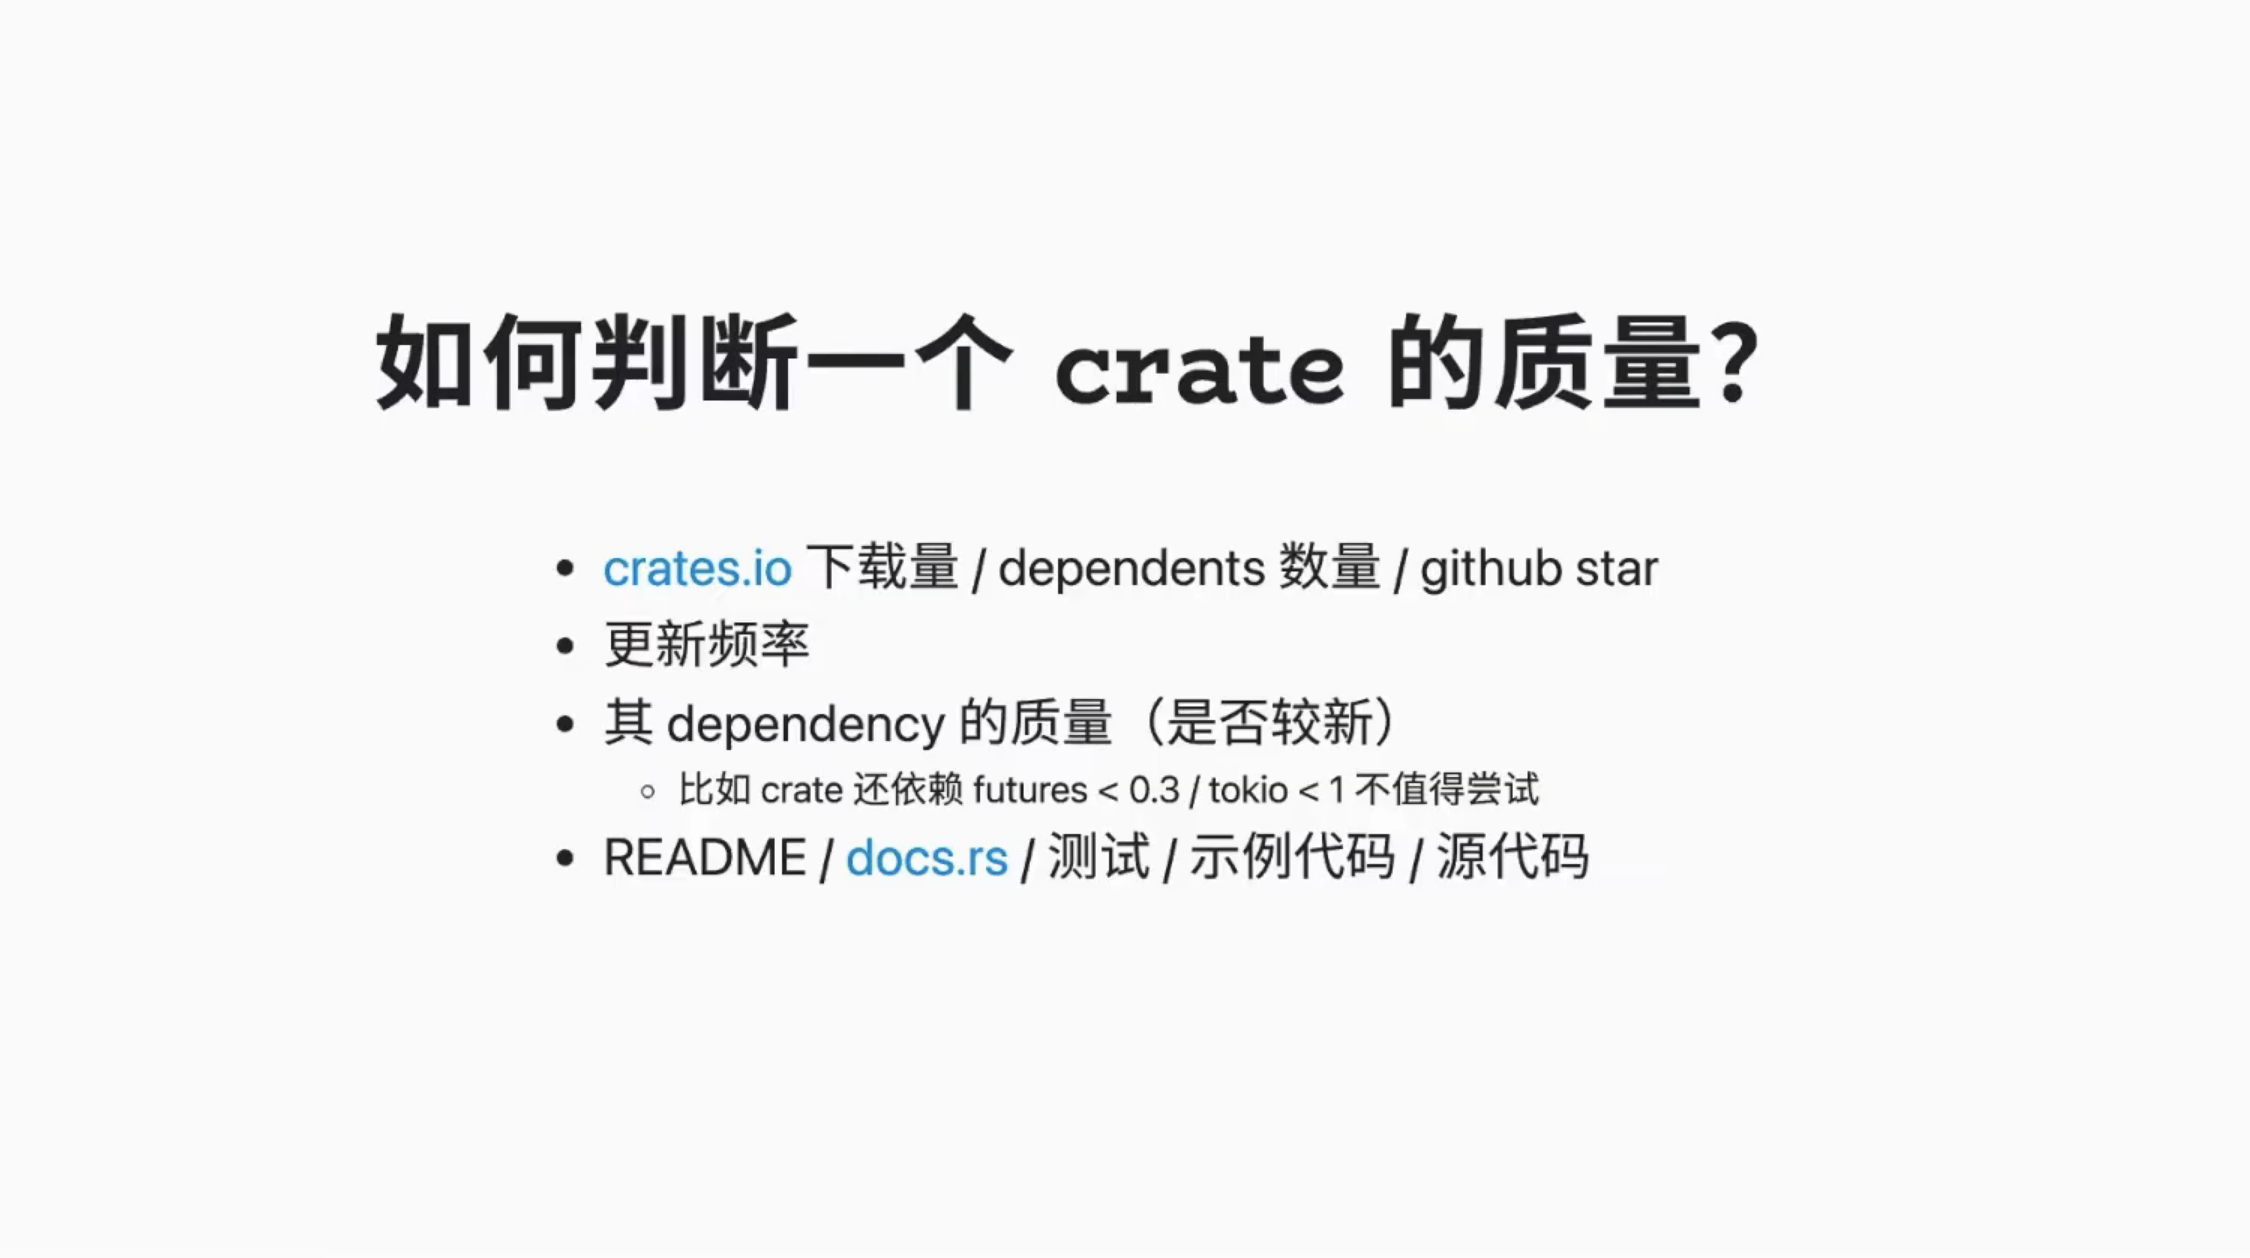 如何判断一个 crate 的质量？
crates.io 下载量 / dependents 数量 / github star
更新频率
其 dependency 的质量（是否较新）
比如 crate 还依赖 futures < 0.3 / tokio < 1 不值得尝试
README / docs.rs / 测试 / 示例代码 / 源代码